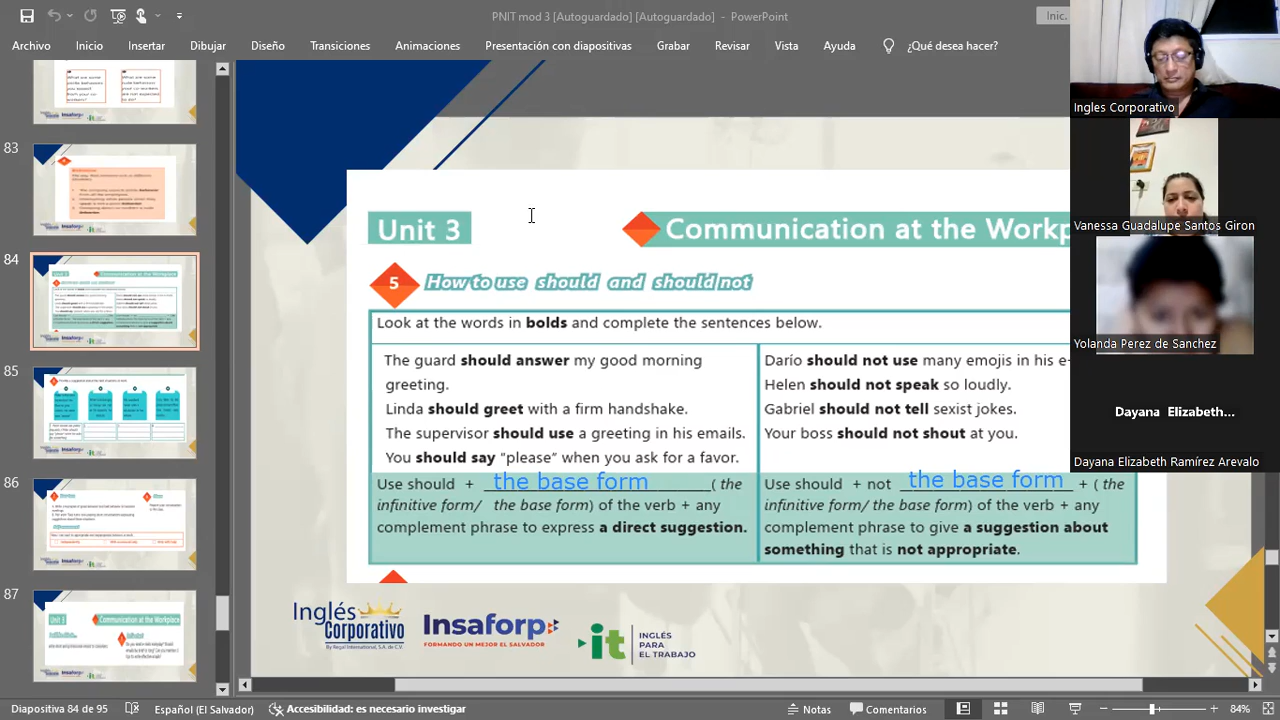 PNIT mod 3 [Autoguardado] [Autoguardado] - PowerPoint
Inic.
Archivo Inicio Insertar Dibujar Diseño Transiciones Animaciones Presentación con diapositivas Grabar Revisar Vista Ayuda ¿Qué desea hacer?
83
84
85
86
87
Unit 3
Communication at the Workp
5
How to use should and should not
Look at the words in bolds and complete the sentences below.
The guard should answer my good morning
greeting.
Linda should greet with a firm handshake.
The supervisor should use a greeting in his emails.
You should say "please" when you ask for a favor.
Darío should not use many emojis in his e-
Helen should not speak so loudly.
Gabriel should not tell sexist jokes.
Your boss should not shout at you.
Use should + the base form ( the
infinitive form/ the base form) of the verb + any
complement phrase to express a direct suggestion.
Use should + not the base form + ( the
infinitive form/ the base form) of the verb + any
complement phrase to express a suggestion about
something that is not appropriate.
Inglés
Corporativo
By Regal International, S.A. de C.V.
Insaforp
FORMANDO UN MEJOR EL SALVADOR
it
INGLÉS
PARA
EL TRABAJO
Ingles Corporativo
Vanessa Guadalupe Santos Giron
Yolanda Perez de Sanchez
Dayana Elizabeth...
Dayana Elizabeth Ramírez Arevalo
Diapositiva 84 de 95 Español (El Salvador) Accesibilidad: es necesario investigar Notas Comentarios 84%